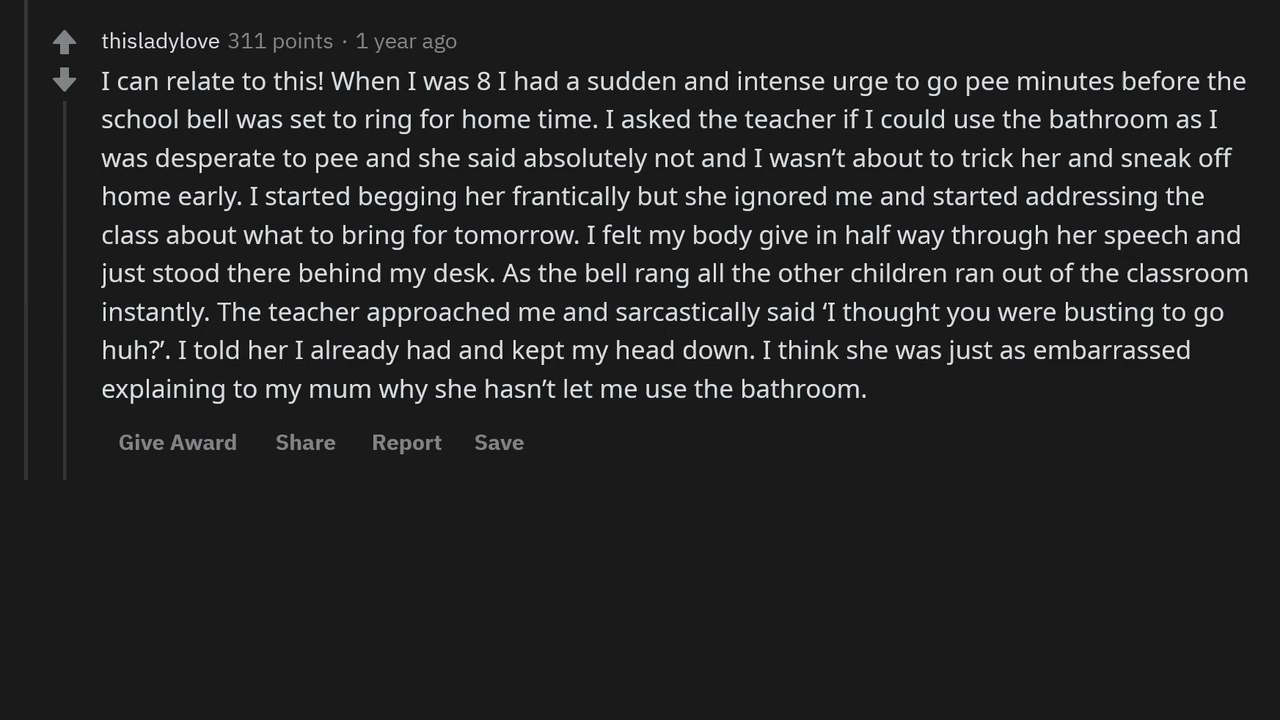 thisladylove 311 points · 1 year ago
I can relate to this! When I was 8 I had a sudden and intense urge to go pee minutes before the
school bell was set to ring for home time. I asked the teacher if I could use the bathroom as I
was desperate to pee and she said absolutely not and I wasn’t about to trick her and sneak off
home early. I started begging her frantically but she ignored me and started addressing the
class about what to bring for tomorrow. I felt my body give in half way through her speech and
just stood there behind my desk. As the bell rang all the other children ran out of the classroom
instantly. The teacher approached me and sarcastically said ‘I thought you were busting to go
huh?’. I told her I already had and kept my head down. I think she was just as embarrassed
explaining to my mum why she hasn’t let me use the bathroom.
Give Award Share Report Save